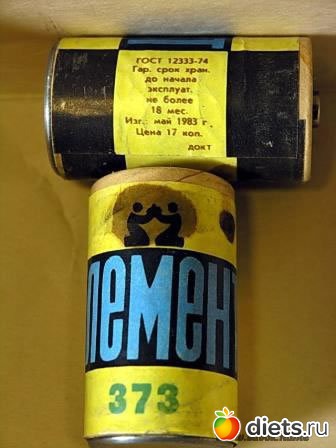 ГОСТ 12333-74
Гар. срок хран.
до начала
эксплуат.
не более
18 мес.
Изг.: май 1983 г.
Цена 17 коп.
докт
лемент
373
diets.ru